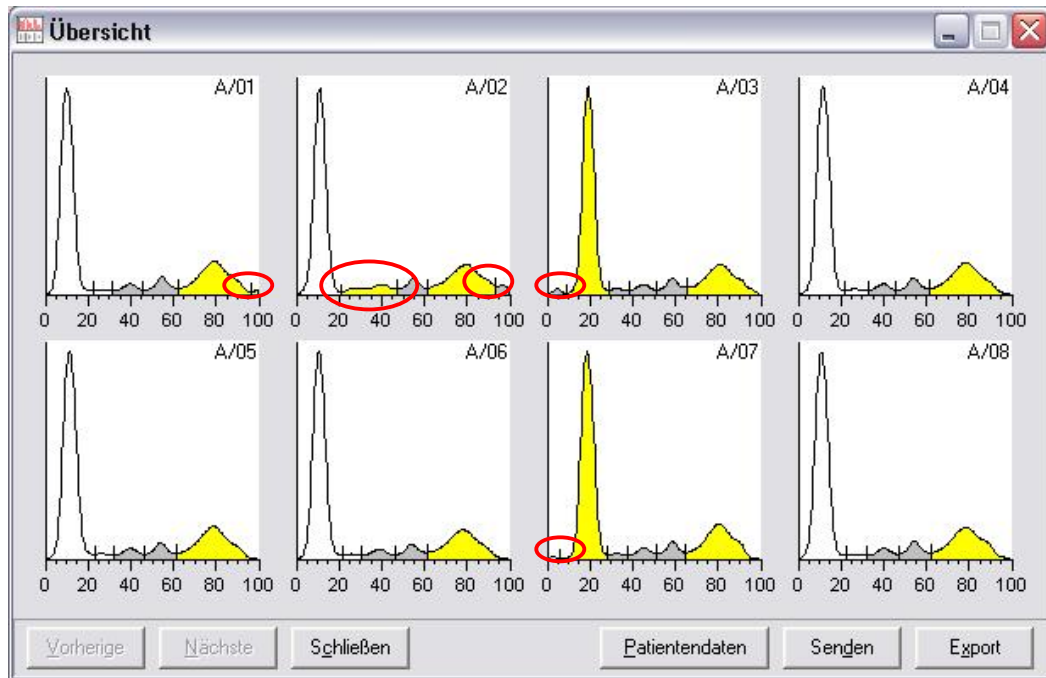 Übersicht
A/01 A/02 A/03 A/04
0 20 40 60 80 100 0 20 40 60 80 100 0 20 40 60 80 100 0 20 40 60 80 100
A/05 A/06 A/07 A/08
0 20 40 60 80 100 0 20 40 60 80 100 0 20 40 60 80 100 0 20 40 60 80 100
Vorherige Nächste Schließen Patientendaten Senden Export